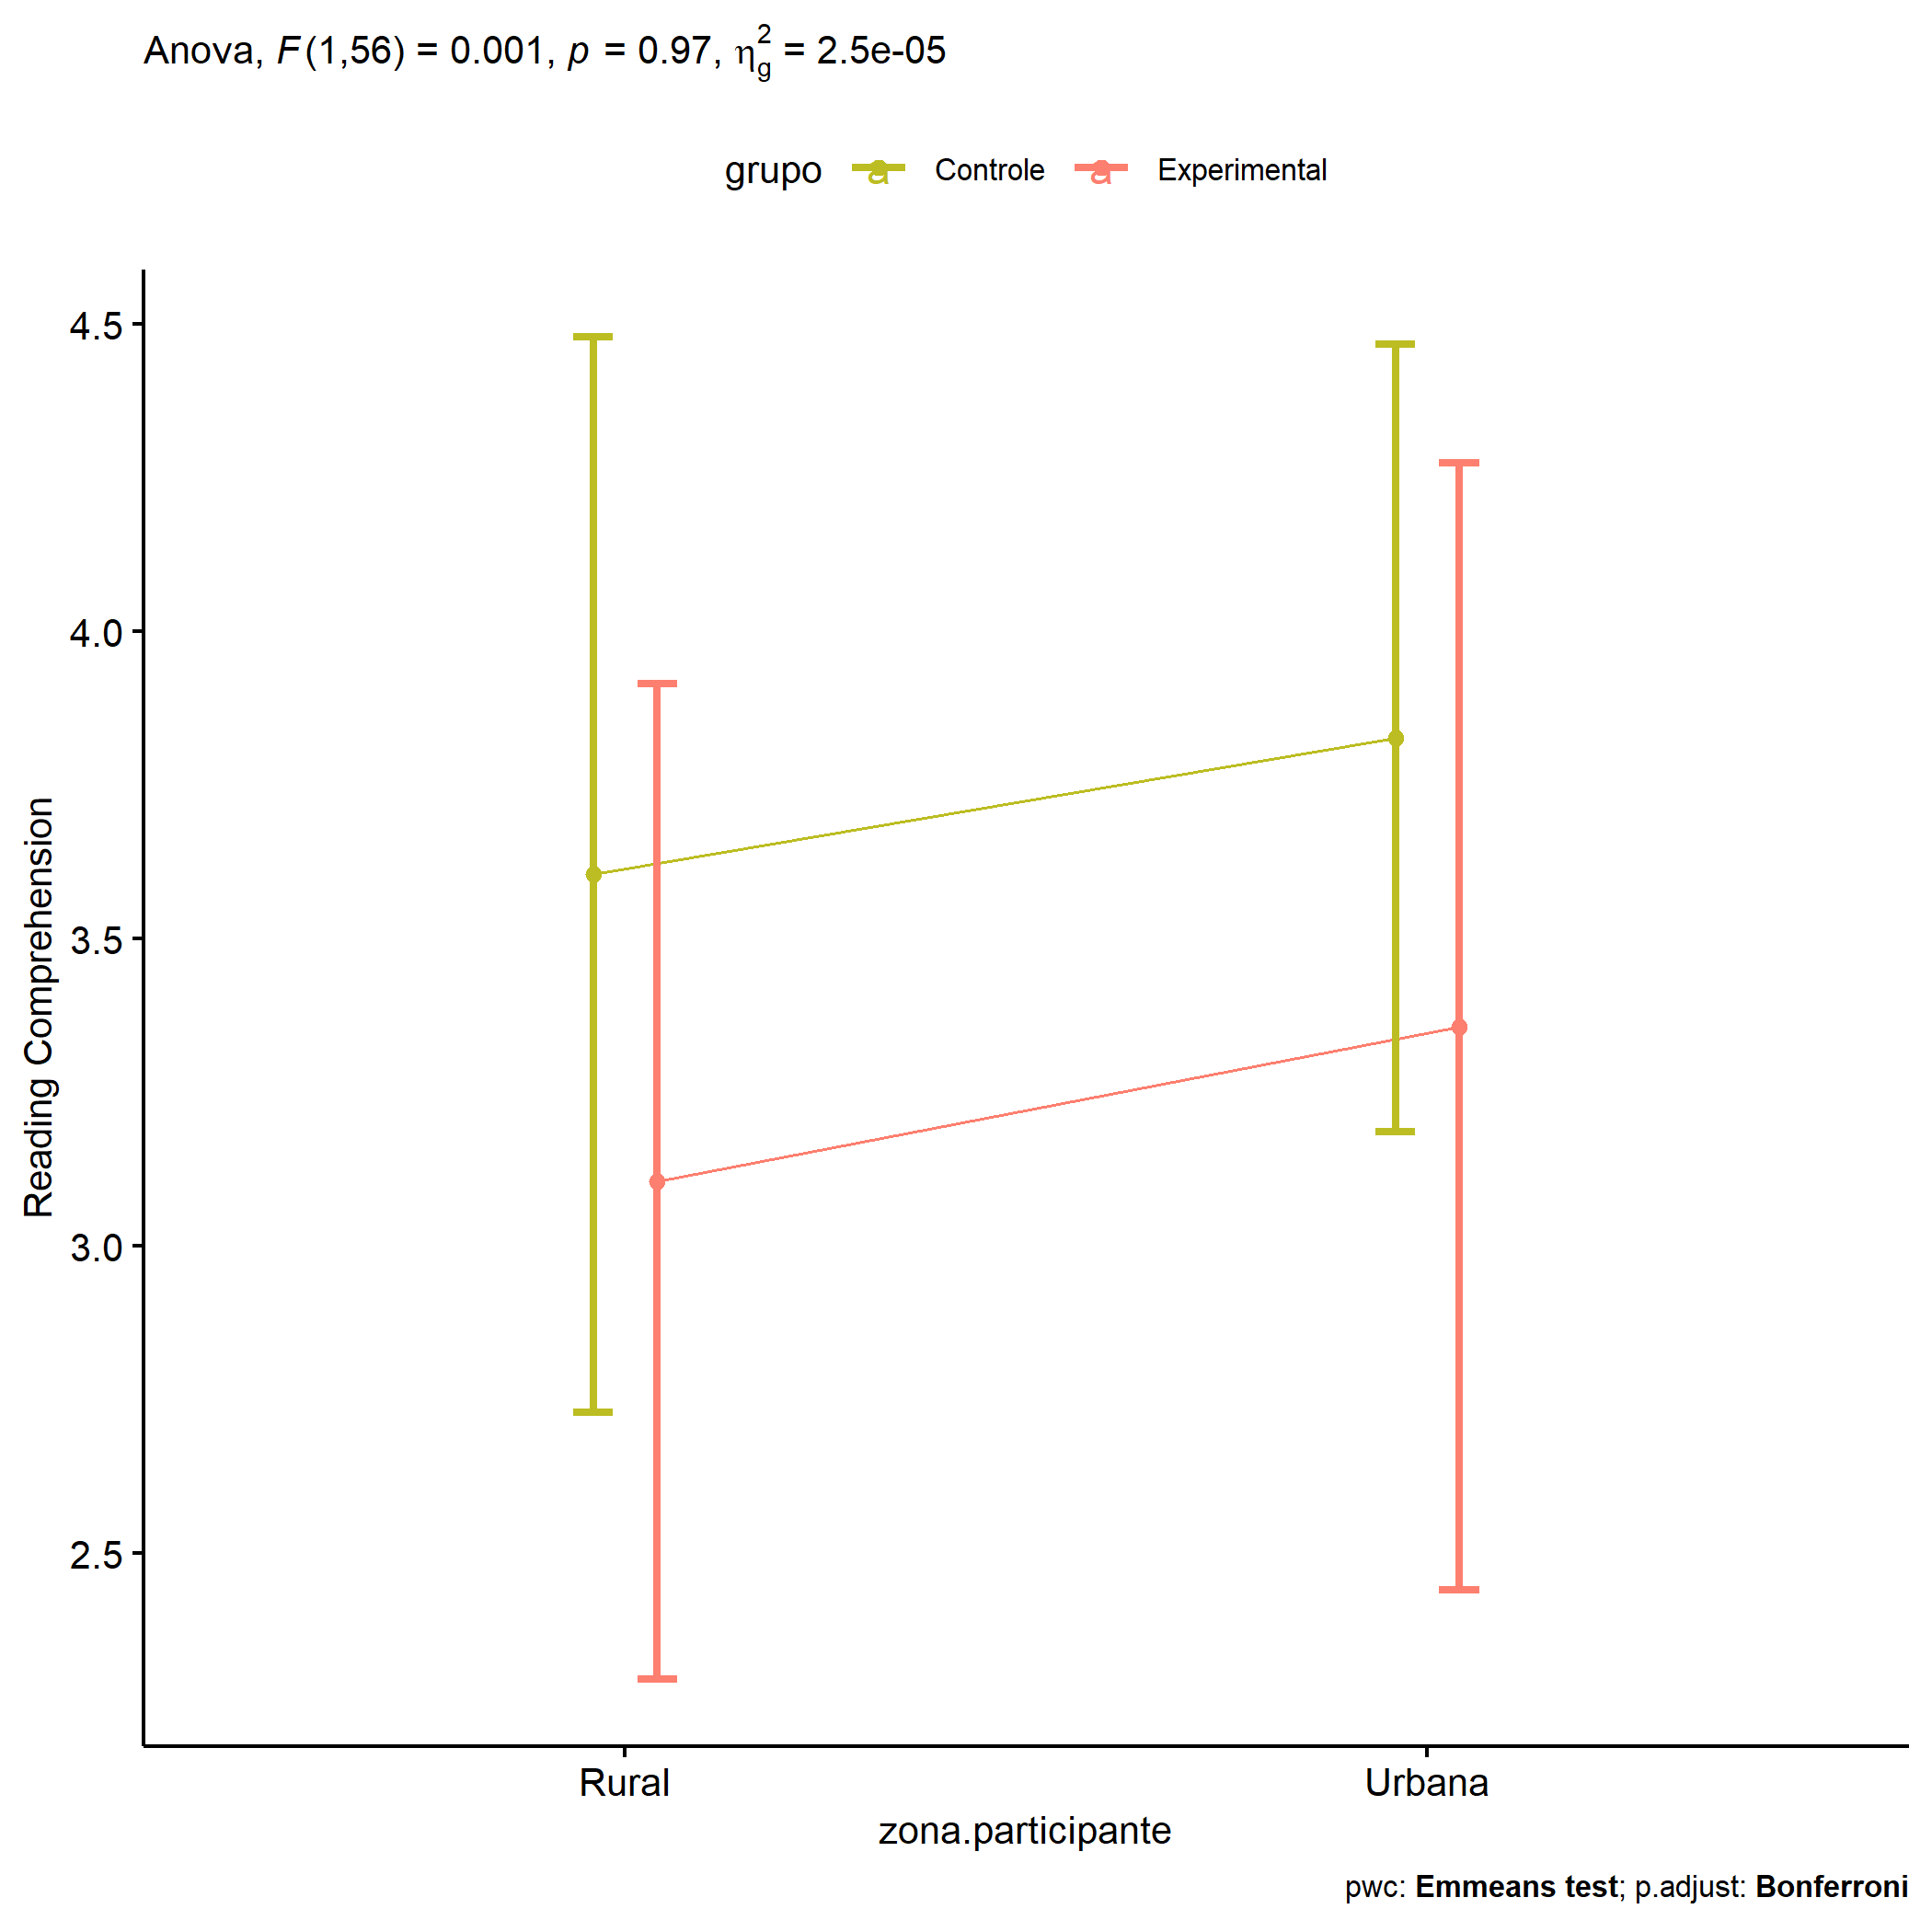 Anova, F(1,56) = 0.001, p = 0.97, η²g = 2.5e-05
grupo a Controle a Experimental
4.5
4.0
3.5
3.0
2.5
Reading Comprehension
Rural Urbana
zona.participante
pwc: Emmeans test; p.adjust: Bonferroni